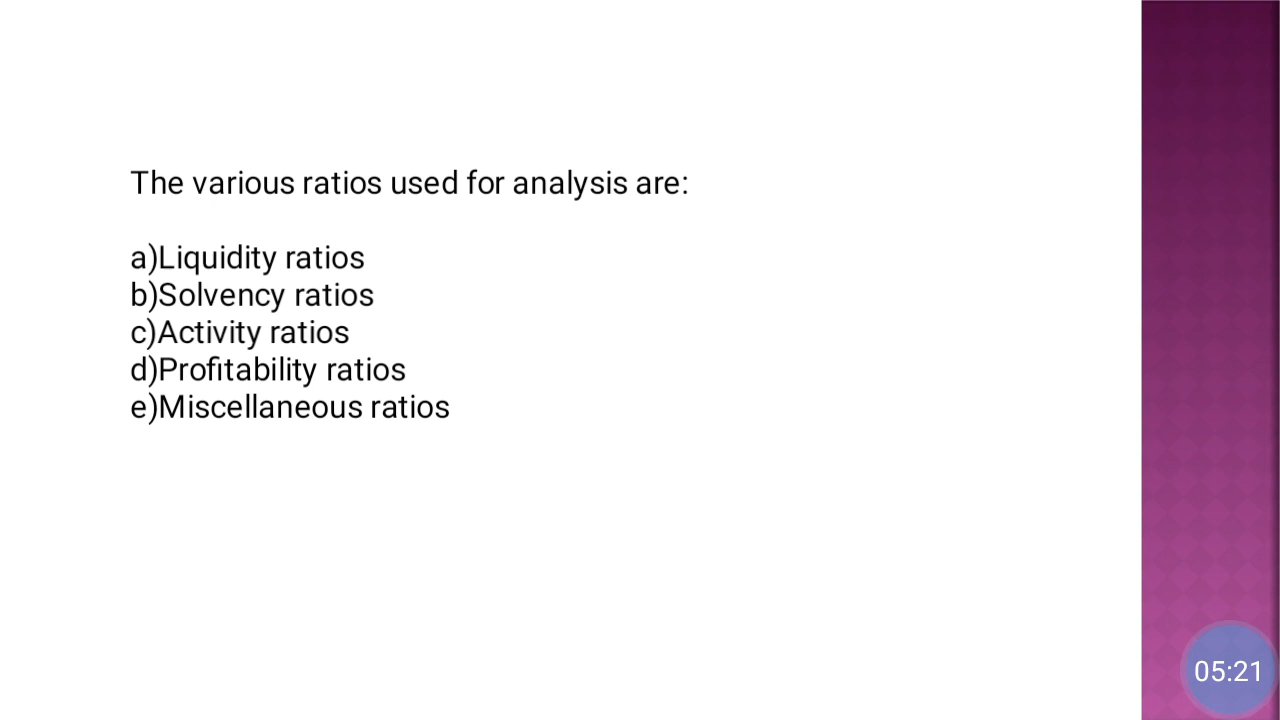 The various ratios used for analysis are:
a)Liquidity ratios
b)Solvency ratios
c)Activity ratios
d)Profitability ratios
e)Miscellaneous ratios
05:21